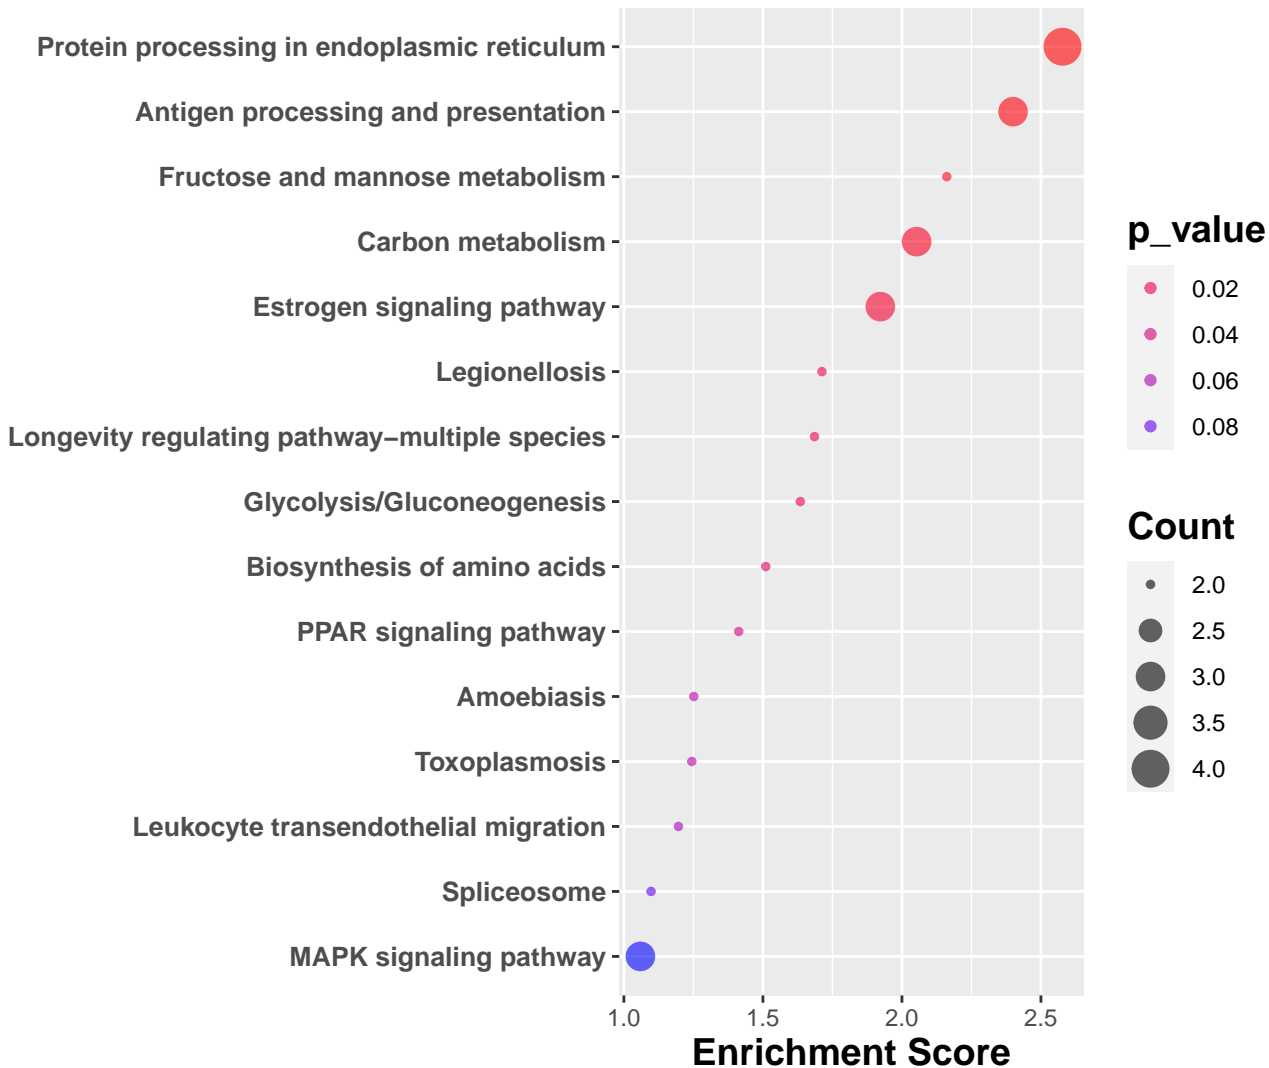 Protein processing in endoplasmic reticulum
Antigen processing and presentation
Fructose and mannose metabolism
Carbon metabolism
Estrogen signaling pathway
Legionellosis
Longevity regulating pathway−multiple species
Glycolysis/Gluconeogenesis
Biosynthesis of amino acids
PPAR signaling pathway
Amoebiasis
Toxoplasmosis
Leukocyte transendothelial migration
Spliceosome
MAPK signaling pathway
1.0 1.5 2.0 2.5
Enrichment Score
p_value
0.02
0.04
0.06
0.08
Count
2.0
2.5
3.0
3.5
4.0